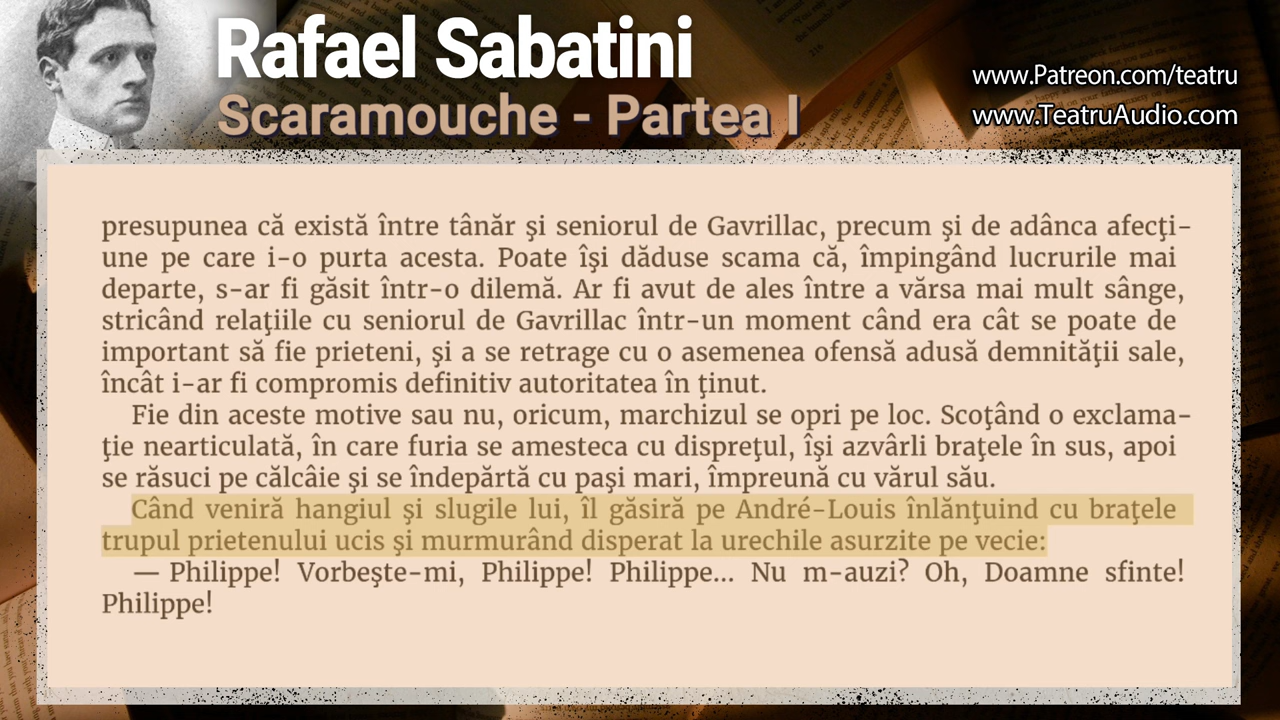 Rafael Sabatini
Scaramouche - Partea I
www.Patreon.com/teatru
www.TeatruAudio.com
presupunea că există între tânăr şi seniorul de Gavrillac, precum şi de adânca afecţi-
une pe care i-o purta acesta. Poate îşi dăduse scama că, împingând lucrurile mai
departe, s-ar fi găsit într-o dilemă. Ar fi avut de ales între a vărsa mai mult sânge,
stricând relaţiile cu seniorul de Gavrillac într-un moment când era cât se poate de
important să fie prieteni, şi a se retrage cu o asemenea ofensă adusă demnităţii sale,
încât i-ar fi compromis definitiv autoritatea în ţinut.
Fie din aceste motive sau nu, oricum, marchizul se opri pe loc. Scoţând o exclama-
ţie nearticulată, în care furia se amesteca cu dispreţul, îşi azvârli braţele în sus, apoi
se răsuci pe călcâie şi se îndepărtă cu paşi mari, împreună cu vărul său.
Când veniră hangiul şi slugile lui, îl găsiră pe André-Louis înlănţuind cu braţele
trupul prietenului ucis şi murmurând disperat la urechile asurzite pe vecie:
— Philippe! Vorbeşte-mi, Philippe! Philippe... Nu m-auzi? Oh, Doamne sfinte!
Philippe!